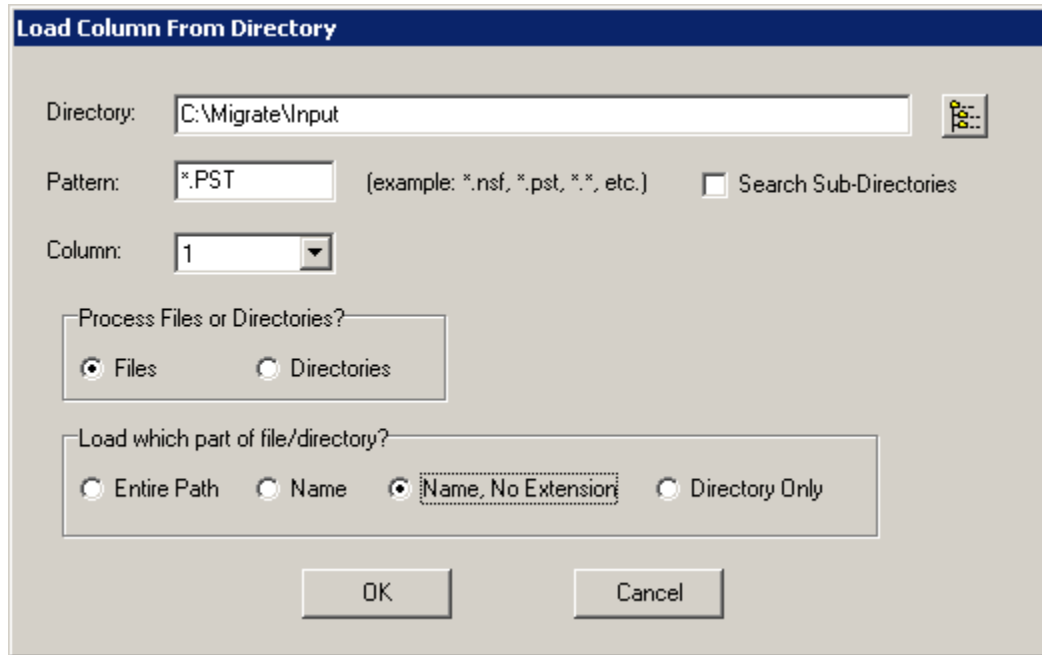 Load Column From Directory
Directory: C:\Migrate\Input
Pattern: *.PST (example: *.nsf, *.pst, *.*, etc.) Search Sub-Directories
Column: 1
Process Files or Directories?
Files Directories
Load which part of file/directory?
Entire Path Name Name, No Extension Directory Only
OK Cancel